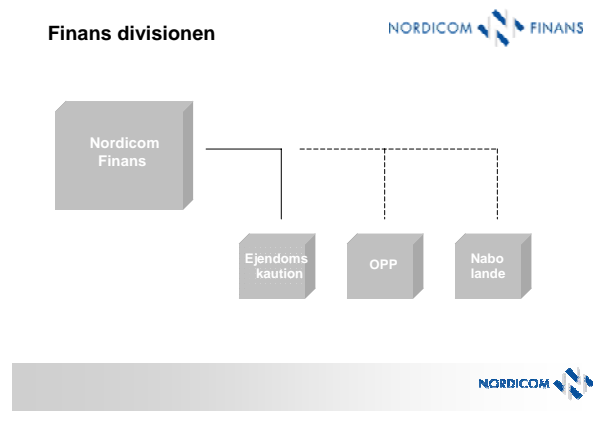 Finans divisionen
NORDICOM FINANS
Nordicom
Finans
Ejendoms
kaution
OPP
Nabo
lande
NORDICOM